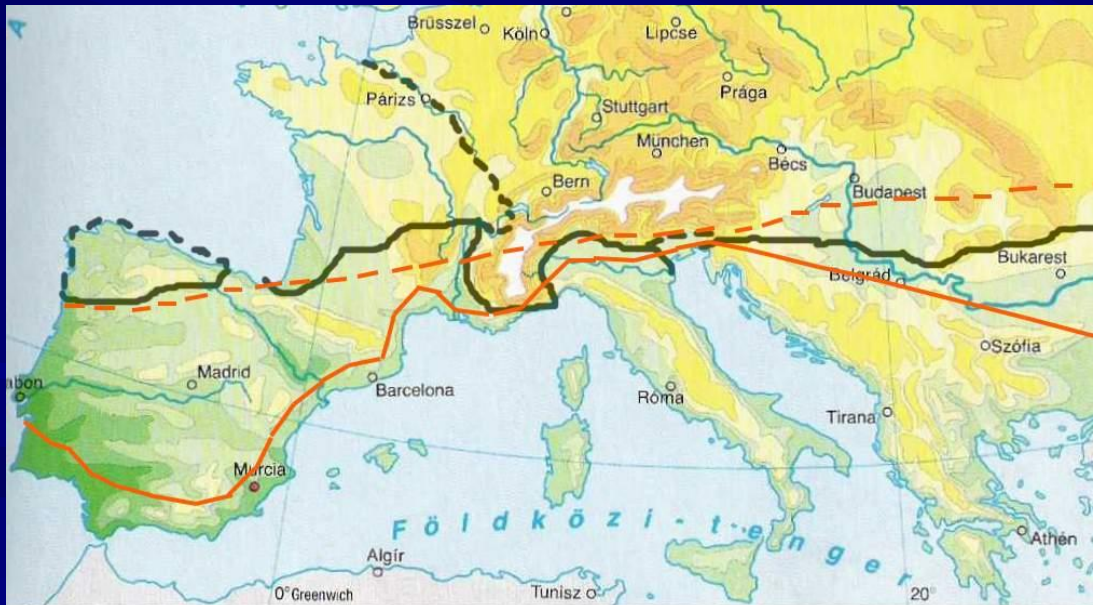 Brüsszel
Köln
Lipcse
Párizs
Prága
Stuttgart
München
Bécs
Bern
Budapest
Bukarest
Belgrád
Szófia
Madrid
abon
Barcelona
Róma
Tirana
Murcia
Földközi-tenger
Athén
Algír
0° Greenwich
Tunisz
20°